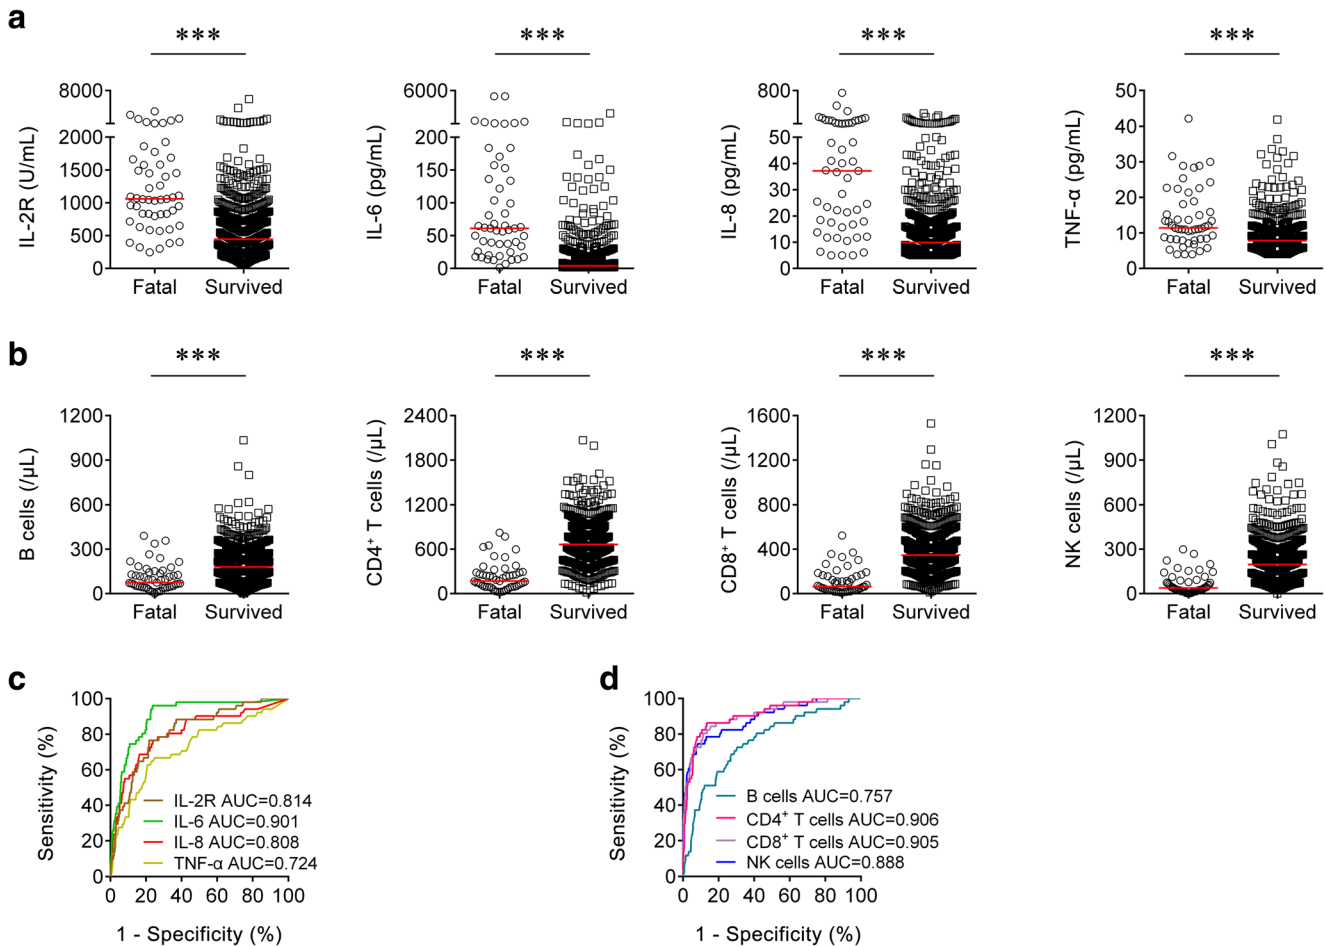 a
*** *** *** ***
IL-2R (U/mL)
8000
2000
1500
1000
500
0
Fatal Survived
IL-6 (pg/mL)
6000
200
150
100
50
0
Fatal Survived
IL-8 (pg/mL)
800
50
40
30
20
10
0
Fatal Survived
TNF-α (pg/mL)
50
40
30
20
10
0
Fatal Survived
b
*** *** *** ***
B cells (/μL)
1200
900
600
300
0
Fatal Survived
CD4⁺ T cells (/μL)
2400
1800
1200
600
0
Fatal Survived
CD8⁺ T cells (/μL)
1600
1200
800
400
0
Fatal Survived
NK cells (/μL)
1200
900
600
300
0
Fatal Survived
c
Sensitivity (%)
100
80
60
40
20
0
IL-2R AUC=0.814
IL-6 AUC=0.901
IL-8 AUC=0.808
TNF-α AUC=0.724
0 20 40 60 80 100
1 - Specificity (%)
d
Sensitivity (%)
100
80
60
40
20
0
B cells AUC=0.757
CD4⁺ T cells AUC=0.906
CD8⁺ T cells AUC=0.905
NK cells AUC=0.888
0 20 40 60 80 100
1 - Specificity (%)